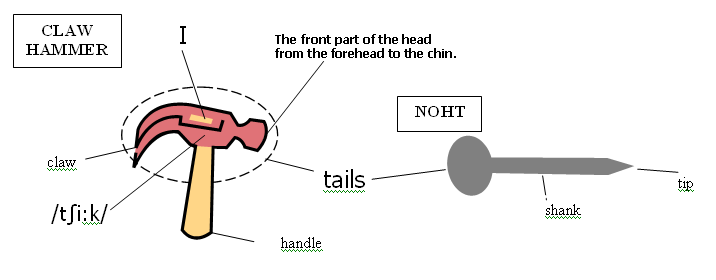 CLAW
HAMMER
I
The front part of the head
from the forehead to the chin.
NOHT
claw
tails
tip
/tʃi:k/
shank
handle